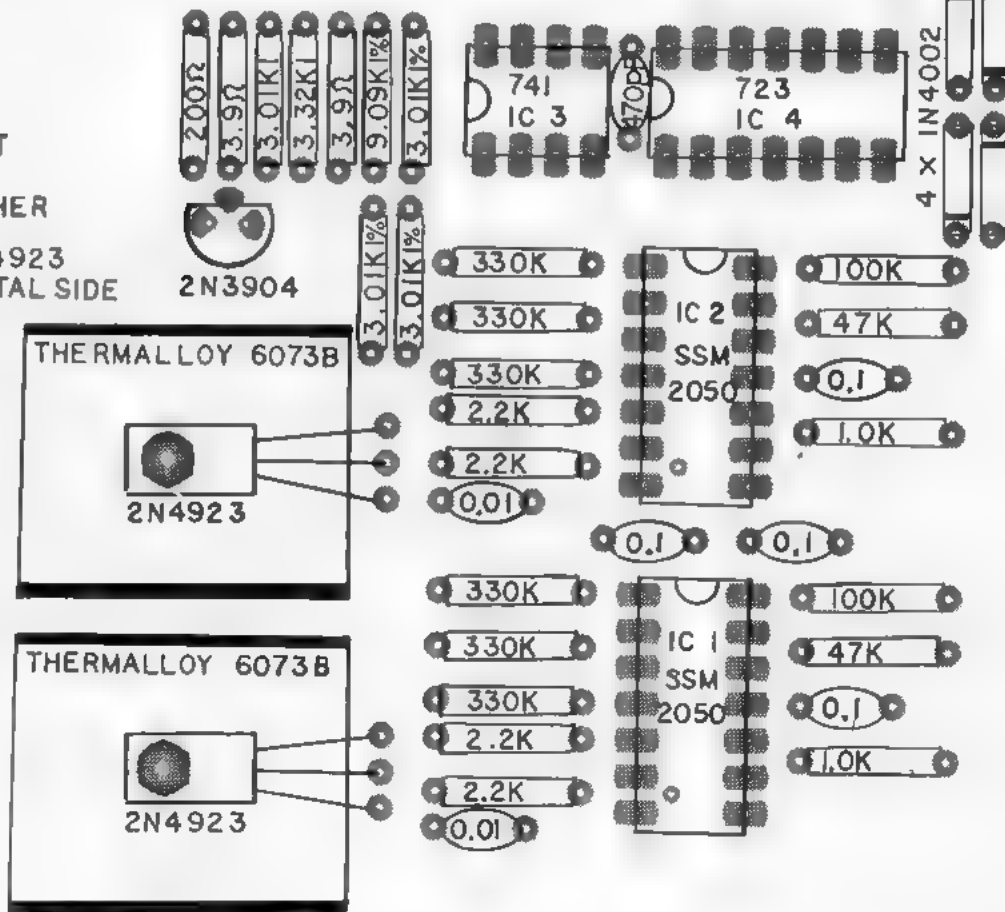 200Ω
3.9Ω
3.01K1
3.32K1
3.9Ω
9.09K1%
3.01K1%
741
IC 3
470pF
723
IC 4
4 X IN4002
T
HER
4923
TAL SIDE
2N3904
3.01K1%
3.01K1%
330K
330K
330K
2.2K
2.2K
0.01
IC 2
SSM
2050
100K
47K
0.1
1.0K
THERMALLOY 6073B
2N4923
0.1
0.1
330K
330K
330K
2.2K
2.2K
0.01
IC 1
SSM
2050
100K
47K
0.1
1.0K
THERMALLOY 6073B
2N4923